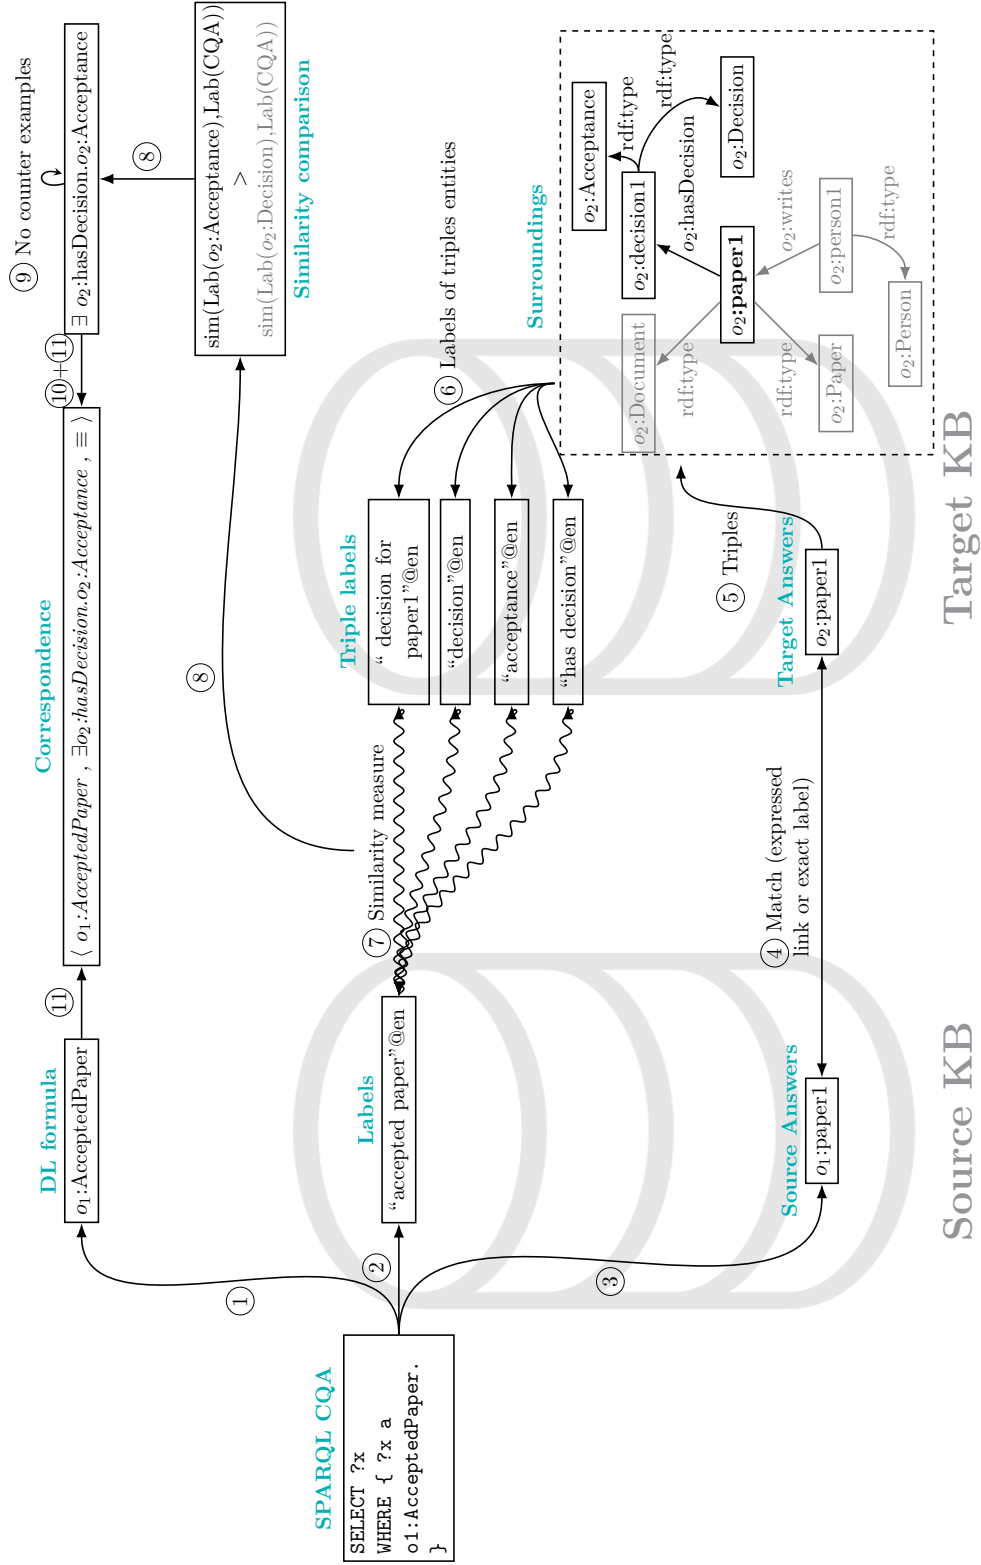 SPARQL CQA
SELECT ?x
WHERE { ?x a
o1:AcceptedPaper.
}
①
②
③
DL formula
o₁:AcceptedPaper
⑪
Labels
“accepted paper”@en
Source Answers
o₁:paper1
Source KB
④ Match (expressed
link or exact label)
⑦ Similarity measure
⑧
Correspondence
⟨ o₁:AcceptedPaper , ∃o₂:hasDecision.o₂:Acceptance , ≡ ⟩
⑩+⑪
Triple labels
“ decision for
paper1”@en
“decision”@en
“acceptance”@en
“has decision”@en
Target Answers
o₂:paper1
⑤ Triples
Target KB
⑥ Labels of triples entities
Surroundings
o₂:Document
rdf:type
o₂:decision1
rdf:type
o₂:Acceptance
rdf:type
o₂:hasDecision
o₂:Decision
o₂:paper1
rdf:type
o₂:Paper
o₂:writes
o₂:person1
rdf:type
o₂:Person
⑨ No counter examples
∃ o₂:hasDecision.o₂:Acceptance
⑧
sim(Lab(o₂:Acceptance),Lab(CQA))
>
sim(Lab(o₂:Decision),Lab(CQA))
Similarity comparison